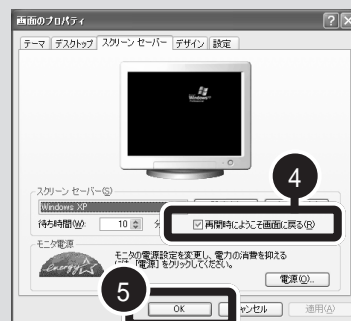 画面のプロパティ
テーマ デスクトップ スクリーン セーバー デザイン 設定
Windows
4
スクリーン セーバー(S)
Windows XP
待ち時間(W): 10 分
再開時にようこそ画面に戻る(R)
モニタ電源
energy
モニタの電源設定を変更し、電力の消費を抑える
には、[電源] をクリックしてください。
電源(O)...
5
OK キャンセル 適用(A)